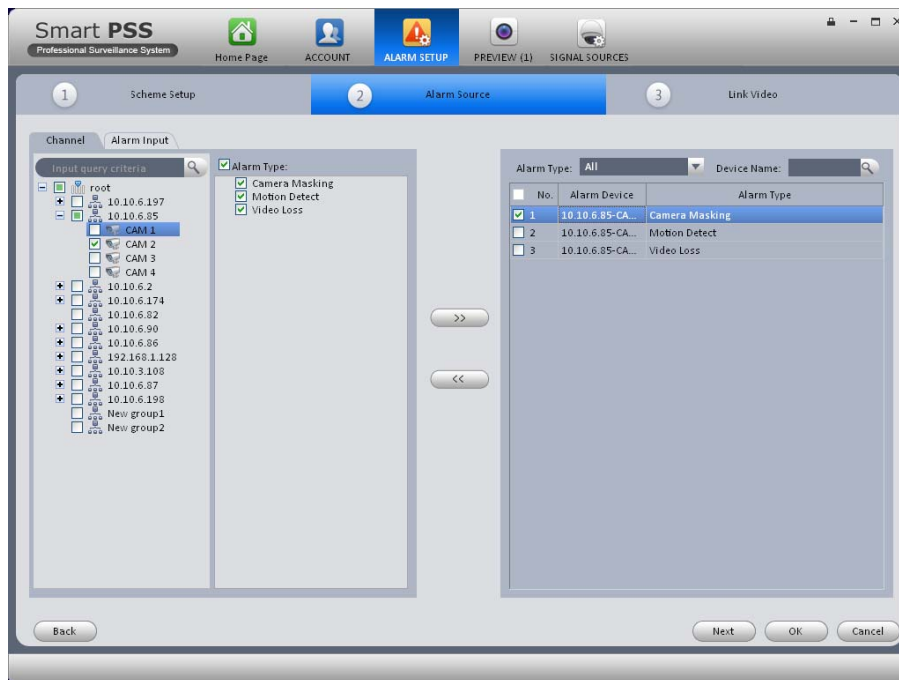 Smart PSS
Professional Surveillance System
Home Page
ACCOUNT
ALARM SETUP
PREVIEW (1)
SIGNAL SOURCES
1 Scheme Setup
2 Alarm Source
3 Link Video
Channel
Alarm Input
Input query criteria
root
10.10.6.197
10.10.6.85
CAM 1
CAM 2
CAM 3
CAM 4
10.10.6.2
10.10.6.174
10.10.6.82
10.10.6.90
10.10.6.86
192.168.1.128
10.10.3.108
10.10.6.87
10.10.6.198
New group1
New group2
Alarm Type:
Camera Masking
Motion Detect
Video Loss
>>
<<
Alarm Type: All Device Name:
No. Alarm Device Alarm Type
1 10.10.6.85-CA... Camera Masking
2 10.10.6.85-CA... Motion Detect
3 10.10.6.85-CA... Video Loss
Back
Next
OK
Cancel